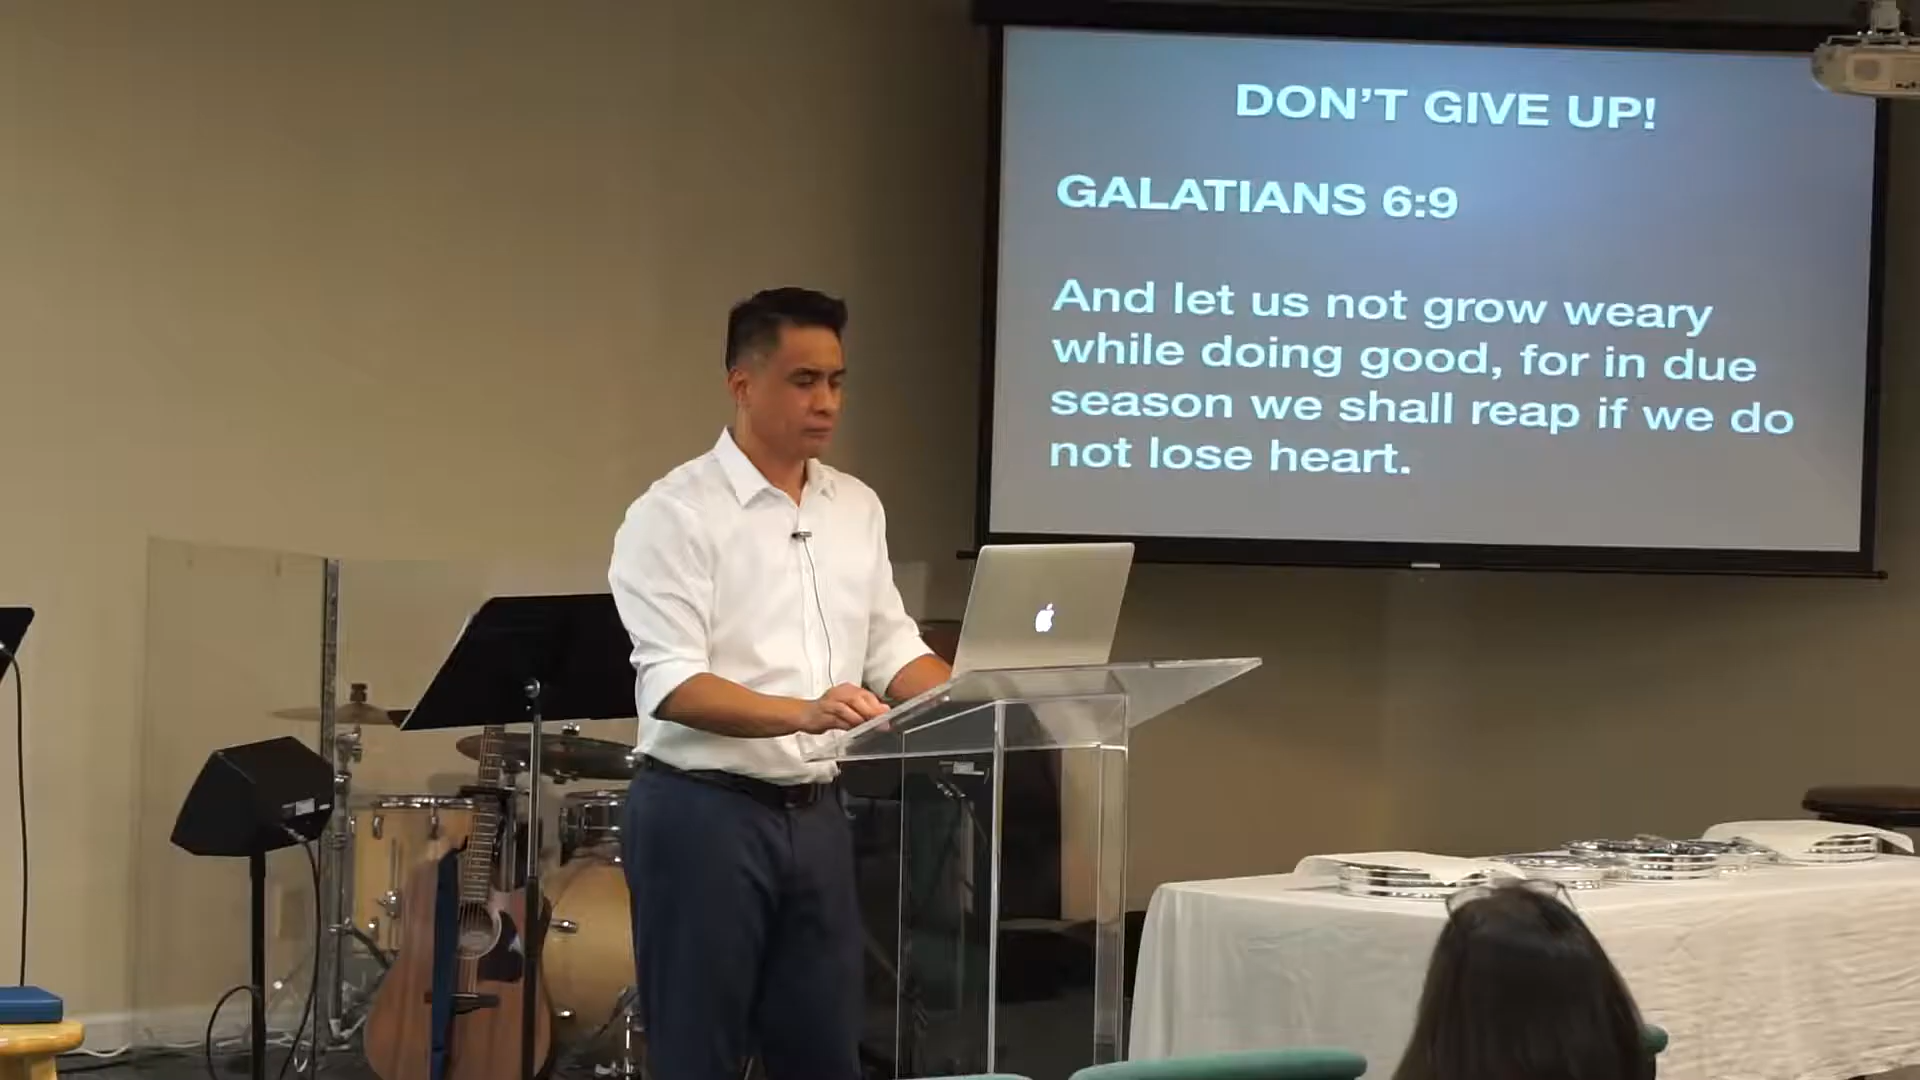 DON'T GIVE UP!
GALATIANS 6:9
And let us not grow weary
while doing good, for in due
season we shall reap if we do
not lose heart.